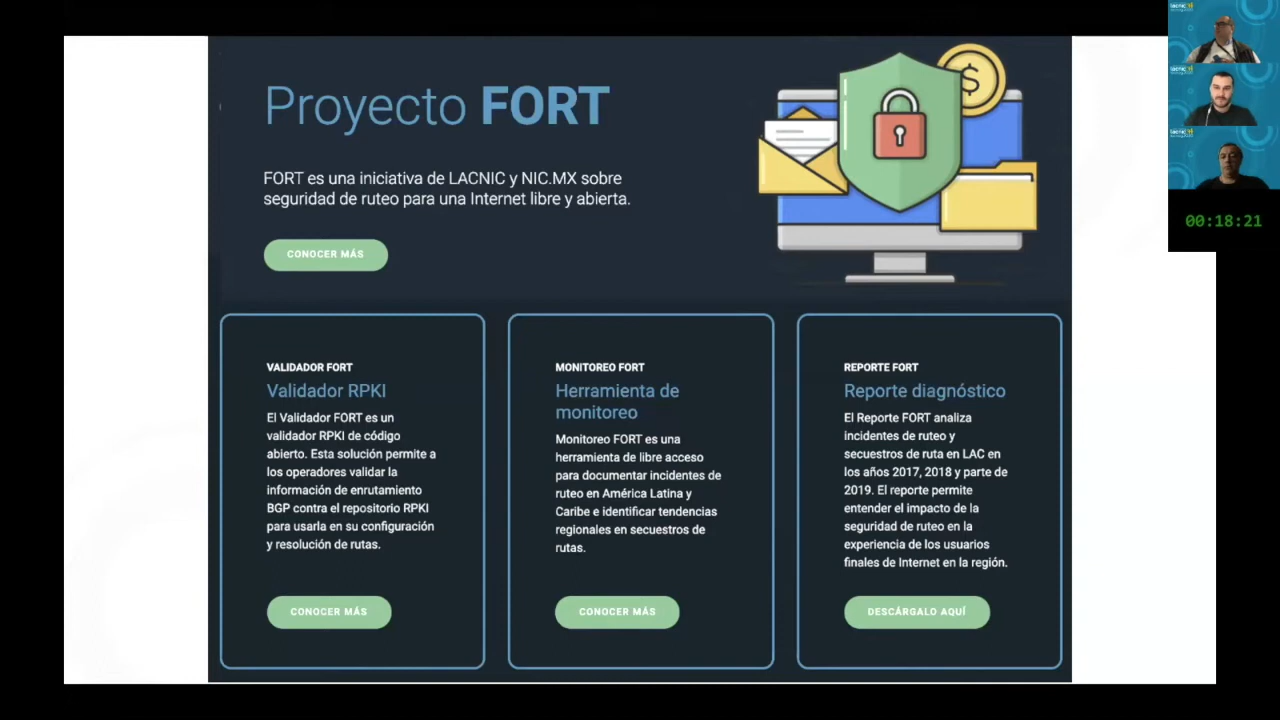 Proyecto FORT
FORT es una iniciativa de LACNIC y NIC.MX sobre
seguridad de ruteo para una Internet libre y abierta.
CONOCER MÁS
$
VALIDADOR FORT
Validador RPKI
El Validador FORT es un
validador RPKI de código
abierto. Esta solución permite a
los operadores validar la
información de enrutamiento
BGP contra el repositorio RPKI
para usarla en su configuración
y resolución de rutas.
CONOCER MÁS
MONITOREO FORT
Herramienta de
monitoreo
Monitoreo FORT es una
herramienta de libre acceso
para documentar incidentes de
ruteo en América Latina y
Caribe e identificar tendencias
regionales en secuestros de
rutas.
CONOCER MÁS
REPORTE FORT
Reporte diagnóstico
El Reporte FORT analiza
incidentes de ruteo y
secuestros de ruta en LAC en
los años 2017, 2018 y parte de
2019. El reporte permite
entender el impacto de la
seguridad de ruteo en la
experiencia de los usuarios
finales de Internet en la región.
DESCÁRGALO AQUÍ
00:18:21